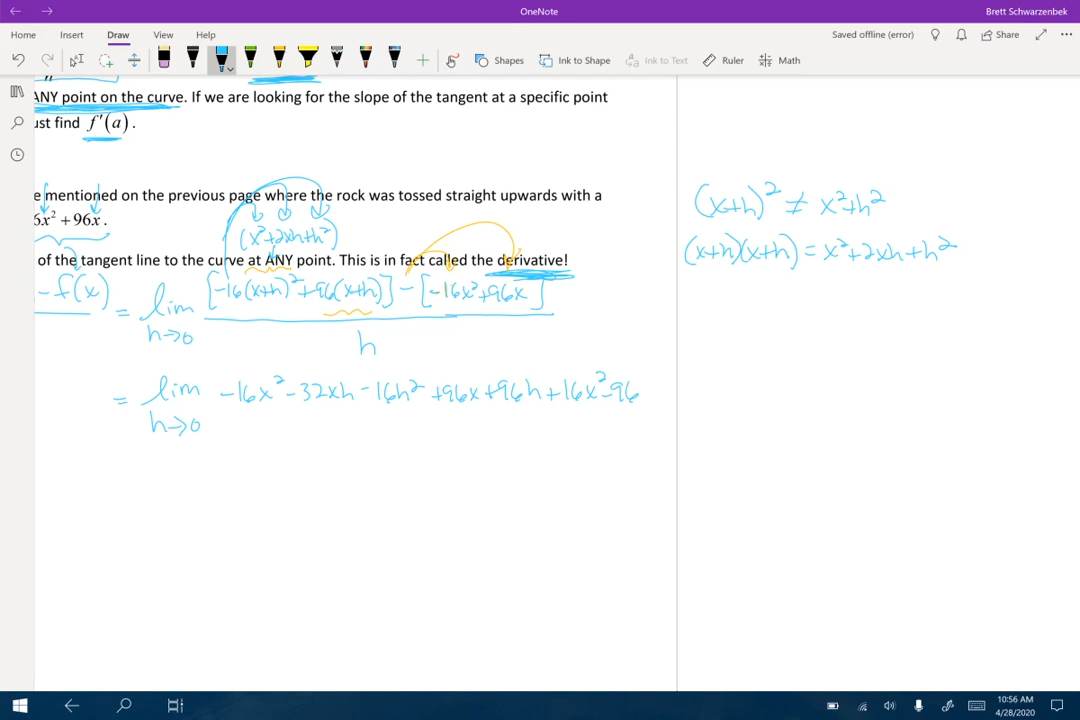 OneNote
Brett Schwarzenbek
Home Insert Draw View Help
Saved offline (error) Share
Shapes Ink to Shape Ink to Text Ruler Math
ANY point on the curve. If we are looking for the slope of the tangent at a specific point
ust find f'(a).
e mentioned on the previous page where the rock was tossed straight upwards with a
6x² + 96x.
(x²+2xh+h²)
of the tangent line to the curve at ANY point. This is in fact called the derivative!
- f(x) = lim h→0 [-16(x+h)²+96(x+h)] - [-16x²+96x]
h
= lim h→0 -16x² -32xh -16h² +96x+96h+16x²-96
(x+h)² ≠ x²+h²
(x+h)(x+h) = x²+2xh+h²
10:56 AM
4/28/2020